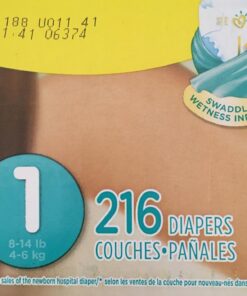 188 U011 41
1:41 06374
SWADDL
WETNESS IND
1
8-14 lb
4-6 kg
216 DIAPERS
COUCHES•PAÑALES
sales of the newborn hospital diaper/* selon les ventes de la couche pour nouveau-nés dans